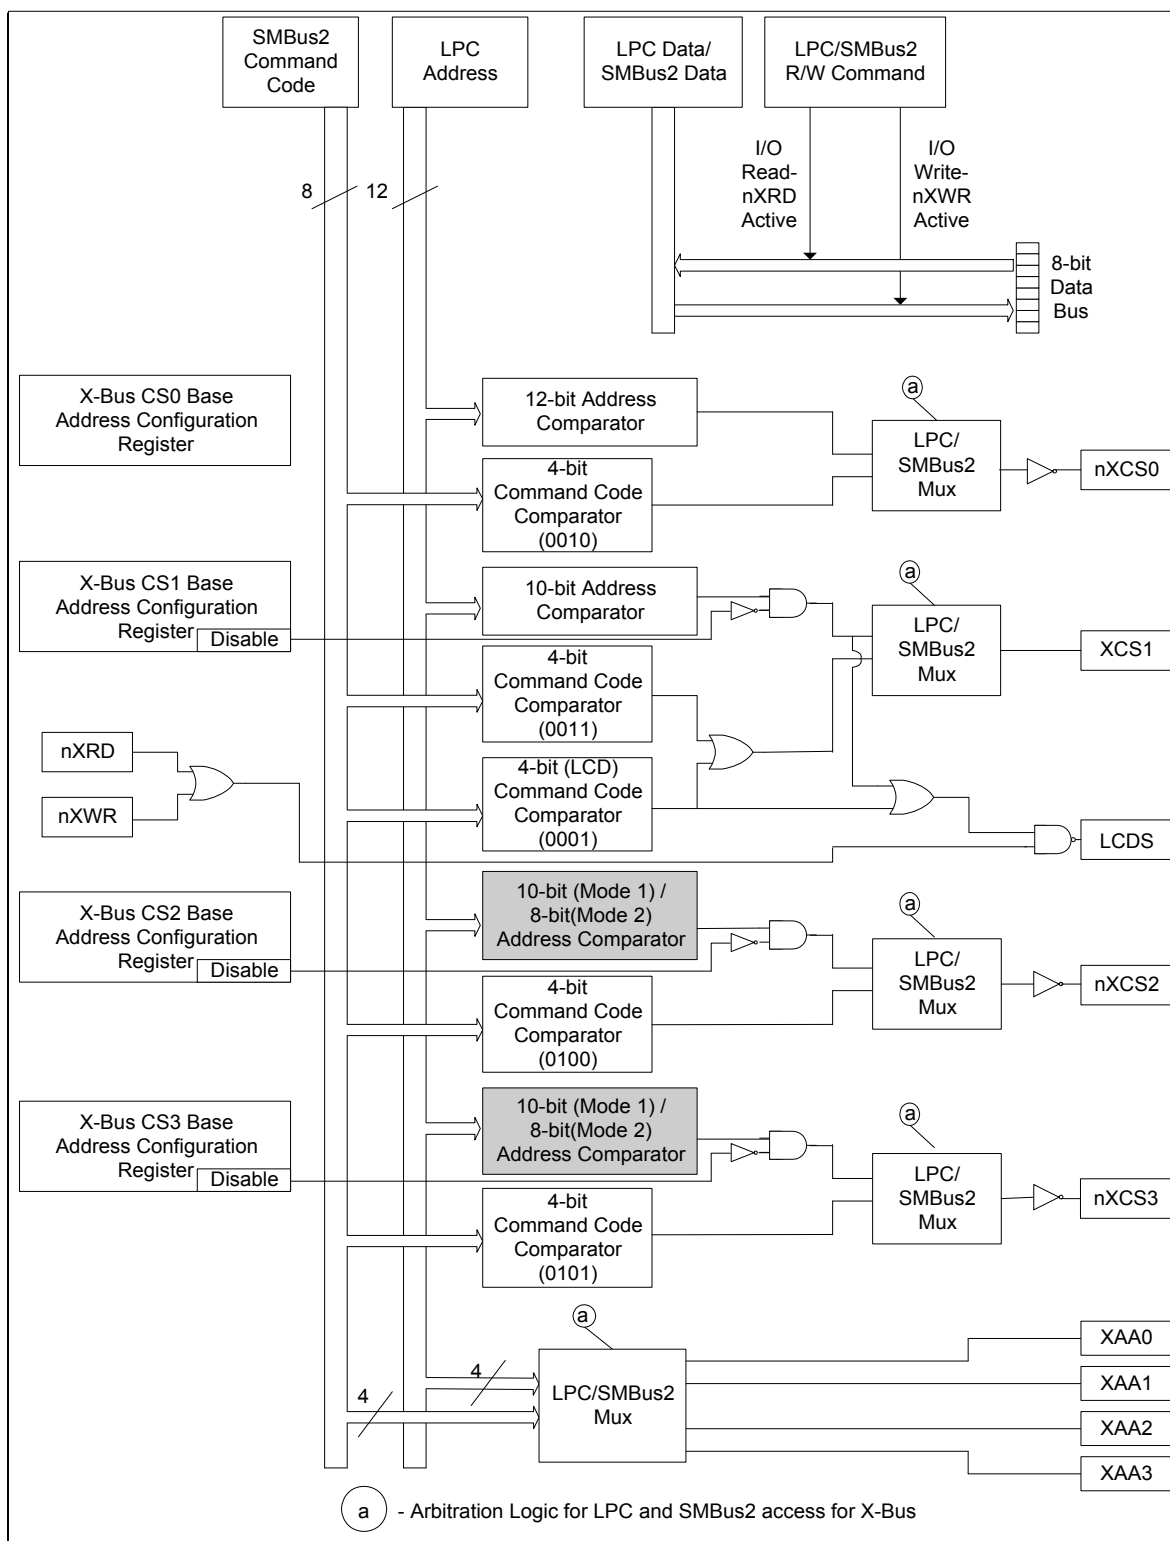 SMBus2
Command
Code
LPC
Address
LPC Data/
SMBus2 Data
LPC/SMBus2
R/W Command
8
12
I/O
Read-
nXRD
Active
I/O
Write-
nXWR
Active
8-bit
Data
Bus
X-Bus CS0 Base
Address Configuration
Register
12-bit Address
Comparator
4-bit
Command Code
Comparator
(0010)
a
LPC/
SMBus2
Mux
nXCS0
X-Bus CS1 Base
Address Configuration
Register
Disable
10-bit Address
Comparator
4-bit
Command Code
Comparator
(0011)
a
LPC/
SMBus2
Mux
XCS1
nXRD
nXWR
4-bit (LCD)
Command Code
Comparator
(0001)
LCDS
X-Bus CS2 Base
Address Configuration
Register
Disable
10-bit (Mode 1) /
8-bit(Mode 2)
Address Comparator
4-bit
Command Code
Comparator
(0100)
a
LPC/
SMBus2
Mux
nXCS2
X-Bus CS3 Base
Address Configuration
Register
Disable
10-bit (Mode 1) /
8-bit(Mode 2)
Address Comparator
4-bit
Command Code
Comparator
(0101)
a
LPC/
SMBus2
Mux
nXCS3
4
4
a
LPC/SMBus2
Mux
XAA0
XAA1
XAA2
XAA3
a - Arbitration Logic for LPC and SMBus2 access for X-Bus